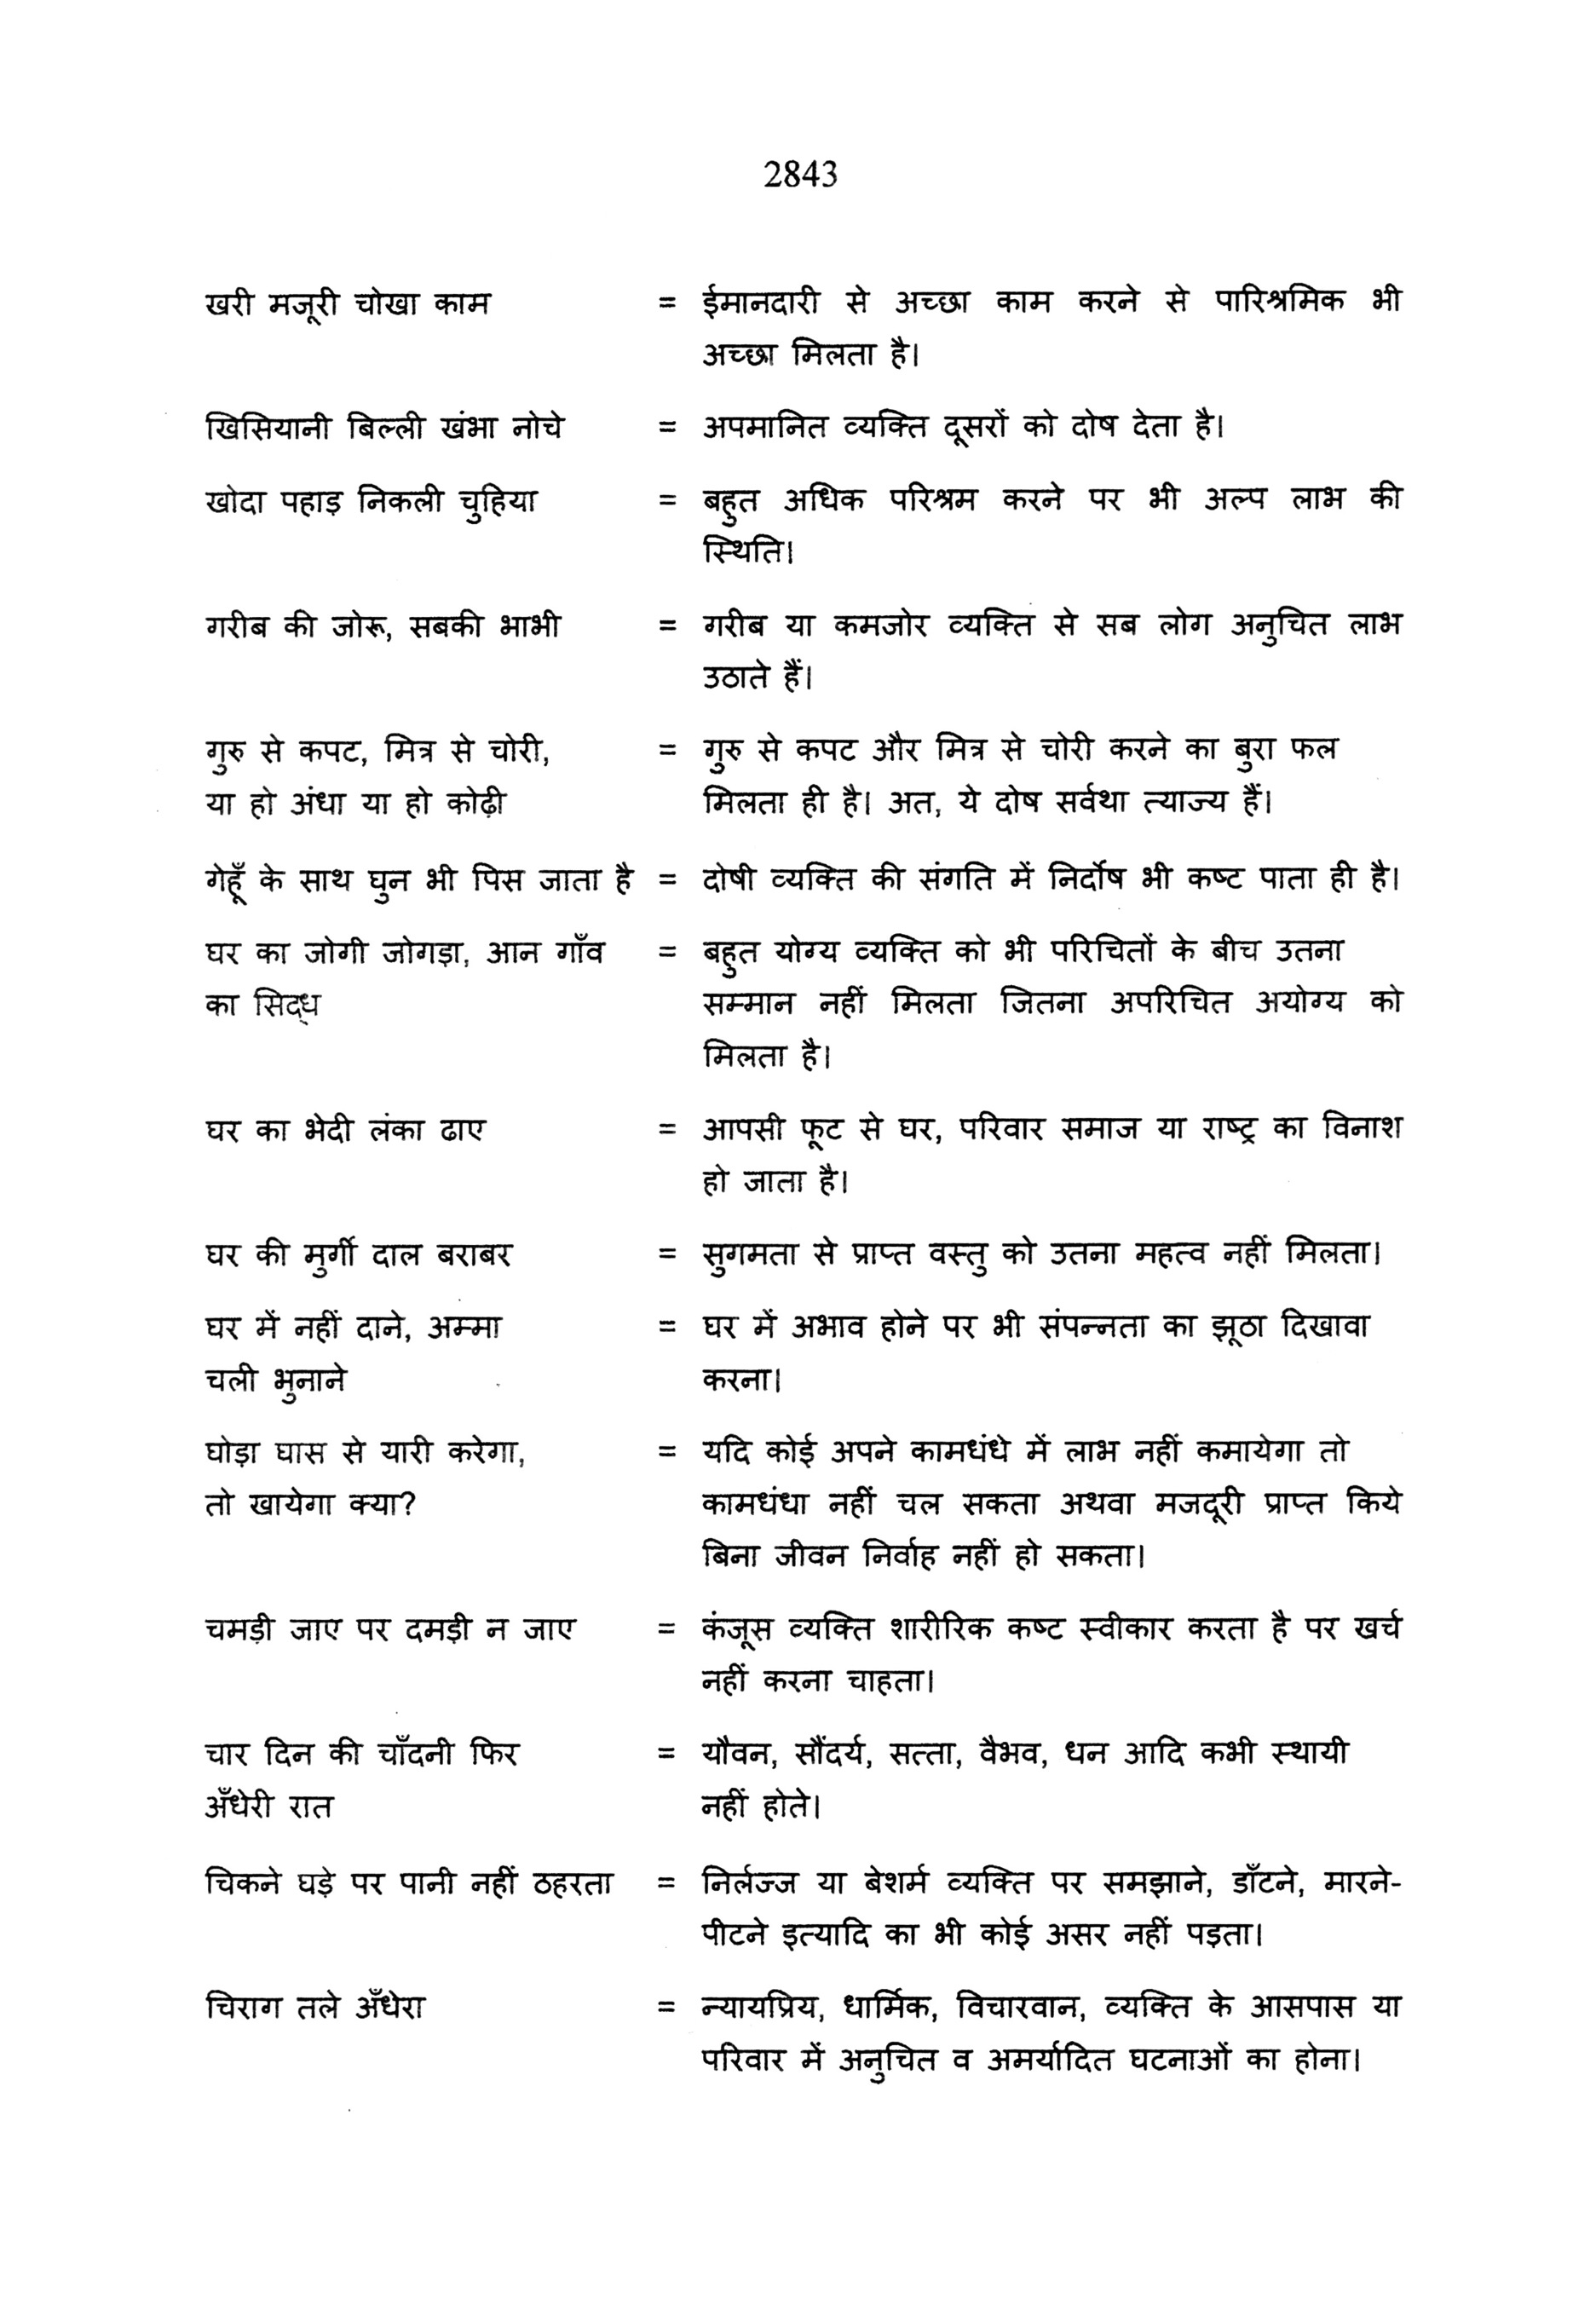 2843
खरी मजूरी चोखा काम = ईमानदारी से अच्छा काम करने से पारिश्रमिक भी
अच्छा मिलता है।
खिसियानी बिल्ली खंभा नोचे = अपमानित व्यक्ति दूसरों को दोष देता है।
खोदा पहाड़ निकली चुहिया = बहुत अधिक परिश्रम करने पर भी अल्प लाभ की
स्थिति।
गरीब की जोरू, सबकी भाभी = गरीब या कमजोर व्यक्ति से सब लोग अनुचित लाभ
उठाते हैं।
गुरु से कपट, मित्र से चोरी, = गुरु से कपट और मित्र से चोरी करने का बुरा फल
या हो अंधा या हो कोढ़ी मिलता ही है। अत, ये दोष सर्वथा त्याज्य हैं।
गेहूँ के साथ घुन भी पिस जाता है = दोषी व्यक्ति की संगति में निर्दोष भी कष्ट पाता ही है।
घर का जोगी जोगड़ा, आन गाँव = बहुत योग्य व्यक्ति को भी परिचितों के बीच उतना
का सिद्ध सम्मान नहीं मिलता जितना अपरिचित अयोग्य को
मिलता है।
घर का भेदी लंका ढाए = आपसी फूट से घर, परिवार समाज या राष्ट्र का विनाश
हो जाता है।
घर की मुर्गी दाल बराबर = सुगमता से प्राप्त वस्तु को उतना महत्व नहीं मिलता।
घर में नहीं दाने, अम्मा = घर में अभाव होने पर भी संपन्नता का झूठा दिखावा
चली भुनाने करना।
घोड़ा घास से यारी करेगा, = यदि कोई अपने कामधंधे में लाभ नहीं कमायेगा तो
तो खायेगा क्या? कामधंधा नहीं चल सकता अथवा मजदूरी प्राप्त किये
बिना जीवन निर्वाह नहीं हो सकता।
चमड़ी जाए पर दमड़ी न जाए = कंजूस व्यक्ति शारीरिक कष्ट स्वीकार करता है पर खर्च
नहीं करना चाहता।
चार दिन की चाँदनी फिर = यौवन, सौंदर्य, सत्ता, वैभव, धन आदि कभी स्थायी
अँधेरी रात नहीं होते।
चिकने घड़े पर पानी नहीं ठहरता = निर्लज्ज या बेशर्म व्यक्ति पर समझाने, डाँटने, मारने-
पीटने इत्यादि का भी कोई असर नहीं पड़ता।
चिराग तले अँधेरा = न्यायप्रिय, धार्मिक, विचारवान, व्यक्ति के आसपास या
परिवार में अनुचित व अमर्यादित घटनाओं का होना।